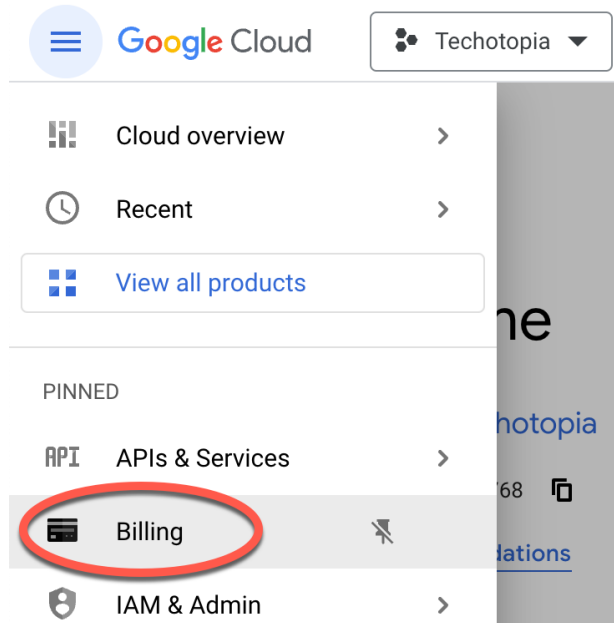 Google Cloud Techotopia
Cloud overview
Recent
View all products
ne
PINNED
hotopia
API APIs & Services
768
Billing
dations
IAM & Admin